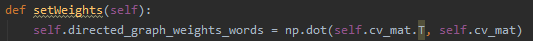 def setWeights(self):
    self.directed_graph_weights_words = np.dot(self.cv_mat.T, self.cv_mat)